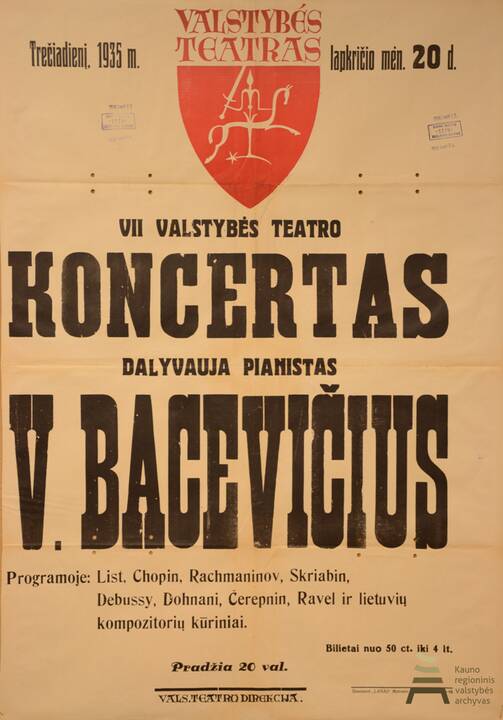 VALSTYBĖS
TEATRAS
Trečiadienį, 1935 m. lapkričio mėn. 20 d.
VII VALSTYBĖS TEATRO
KONCERTAS
DALYVAUJA PIANISTAS
V. BACEVIČIUS
Programoje: List, Chopin, Rachmaninov, Skriabin,
Debussy, Dohnani, Čerepnin, Ravel ir lietuvių
kompozitorių kūriniai.
Bilietai nuo 50 ct. iki 4 lt.
Pradžia 20 val.
VALS. TEATRO DIREKCIJA.
Kauno
regioninis
valstybės
archyvas